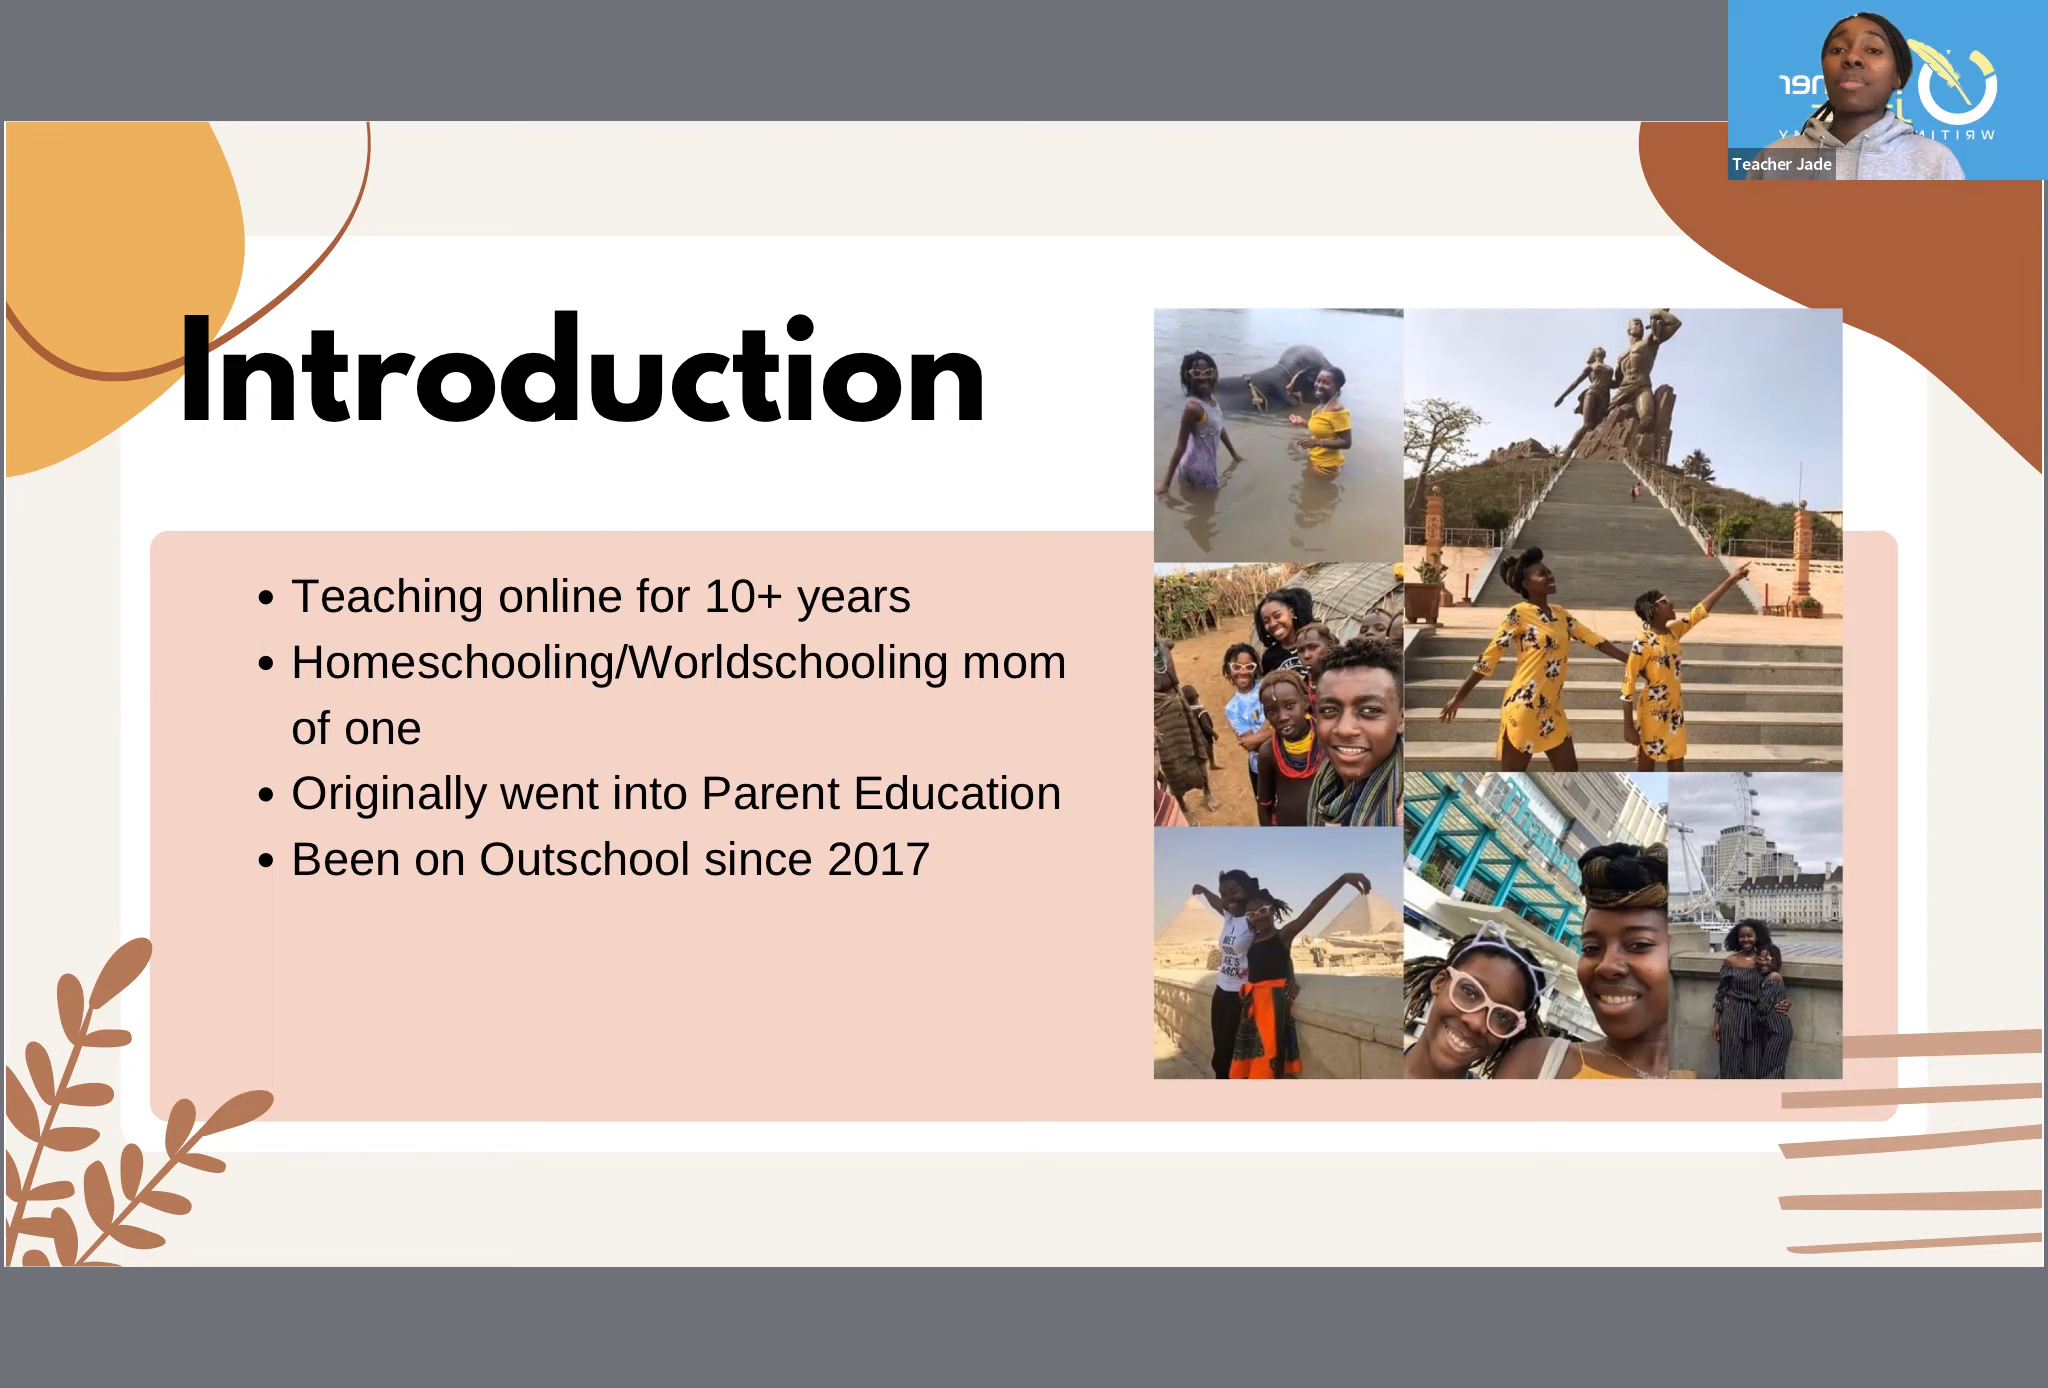 Teacher Jade
Introduction
• Teaching online for 10+ years
• Homeschooling/Worldschooling mom
of one
• Originally went into Parent Education
• Been on Outschool since 2017